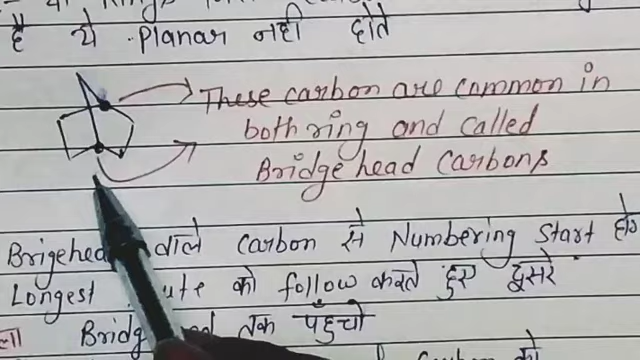 है ये Planar नही होते
These carbon are common in
both ring and called
Bridge head Carbons
Brigehead वाले Carbon से Numbering Start
Longest को follow करते हुए दूसरे
Bridg तक पहुँचो